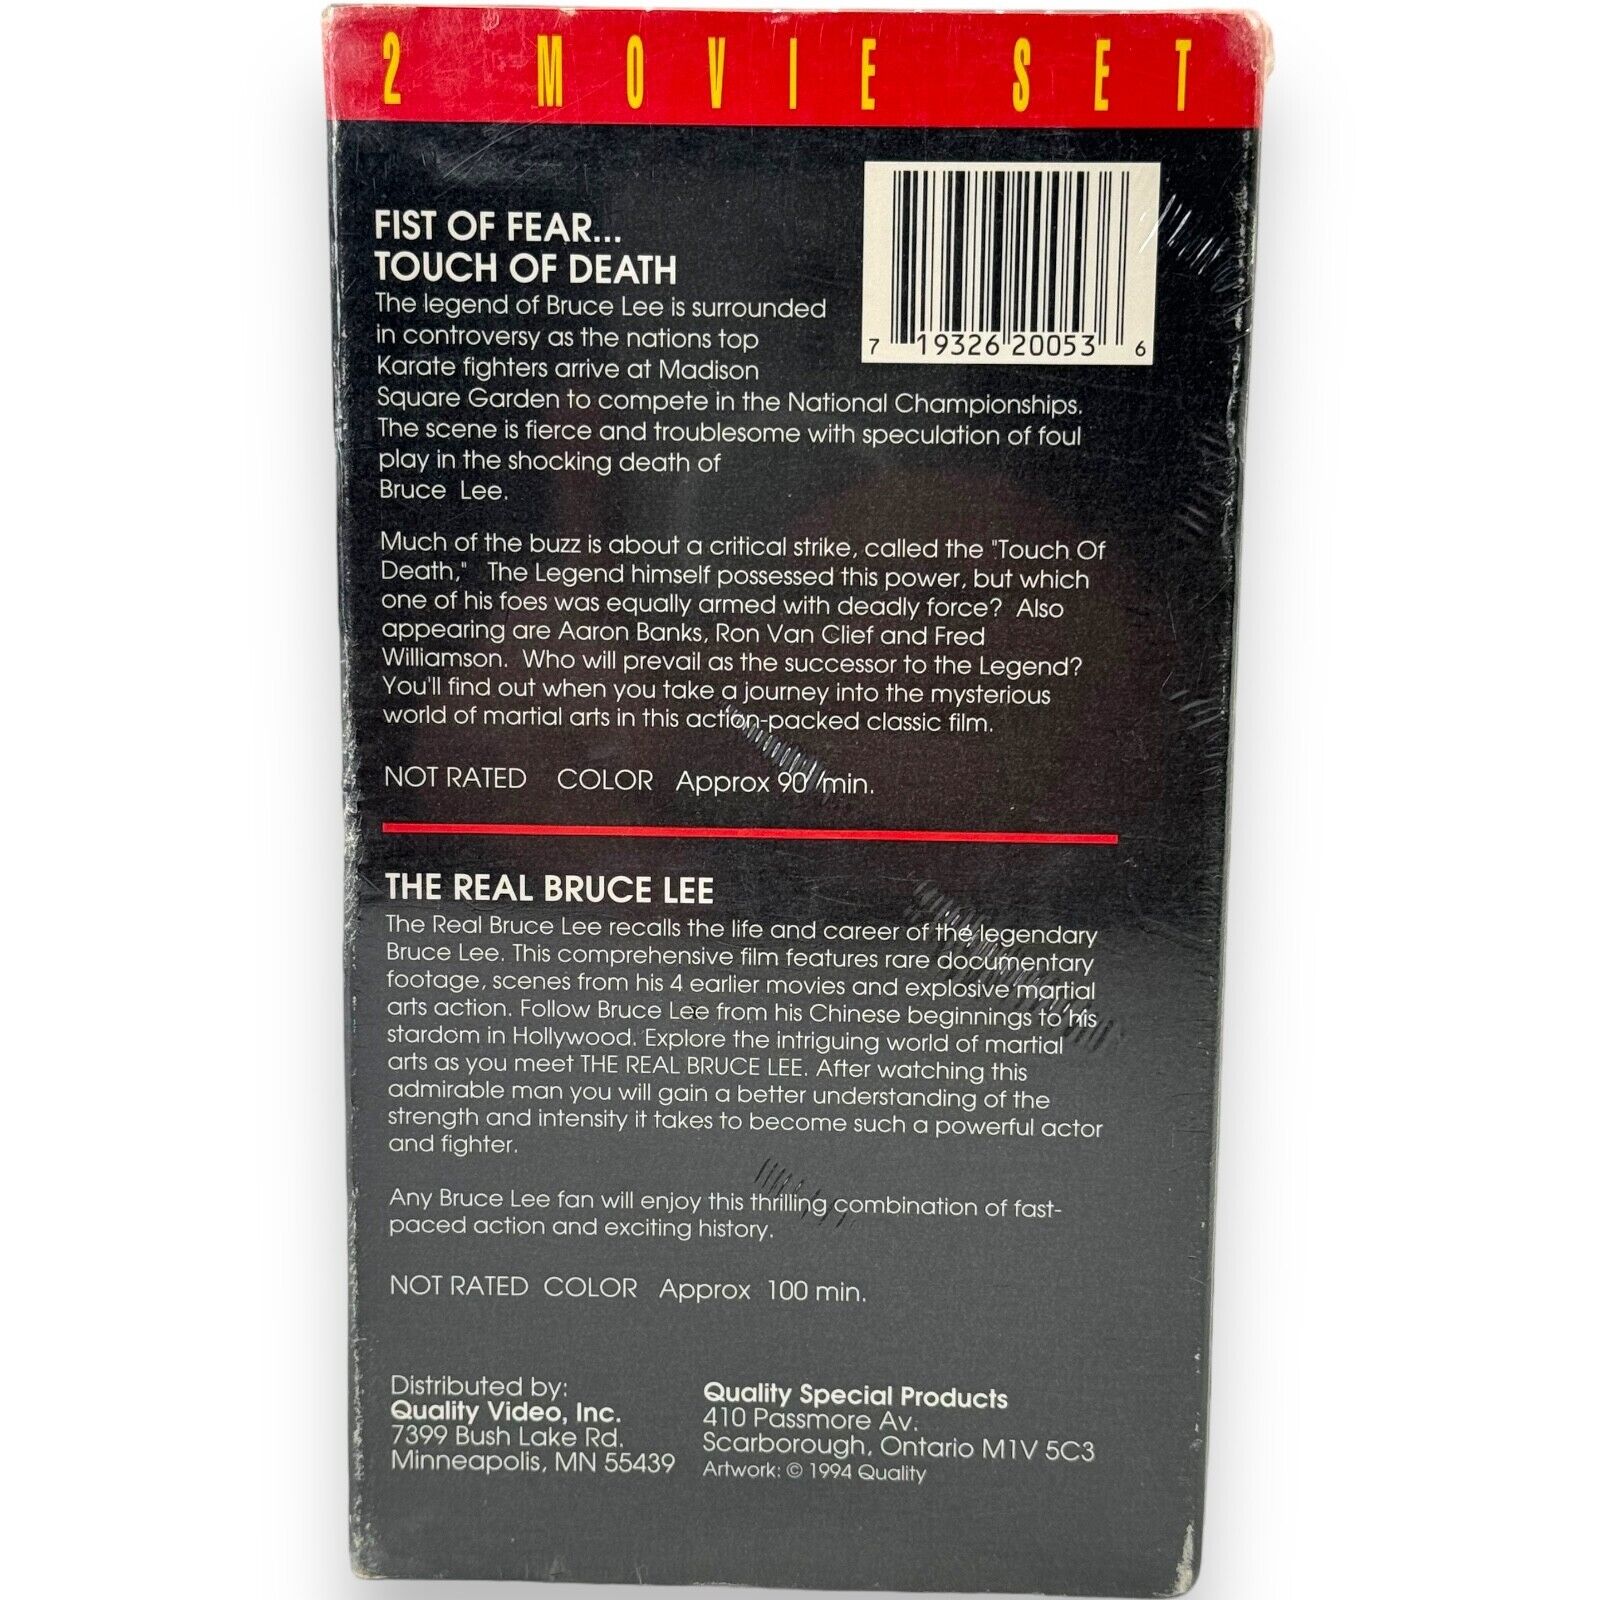 2 MOVIE SET
7 19326 20053 6
FIST OF FEAR...
TOUCH OF DEATH
The legend of Bruce Lee is surrounded
in controversy as the nations top
Karate fighters arrive at Madison
Square Garden to compete in the National Championships.
The scene is fierce and troublesome with speculation of foul
play in the shocking death of
Bruce Lee.
Much of the buzz is about a critical strike, called the "Touch Of
Death," The Legend himself possessed this power, but which
one of his foes was equally armed with deadly force? Also
appearing are Aaron Banks, Ron Van Clief and Fred
Williamson. Who will prevail as the successor to the Legend?
You'll find out when you take a journey into the mysterious
world of martial arts in this action-packed classic film.
NOT RATED COLOR Approx 90 min.
THE REAL BRUCE LEE
The Real Bruce Lee recalls the life and career of the legendary
Bruce Lee. This comprehensive film features rare documentary
footage, scenes from his 4 earlier movies and explosive martial
arts action. Follow Bruce Lee from his Chinese beginnings to his
stardom in Hollywood. Explore the intriguing world of martial
arts as you meet THE REAL BRUCE LEE. After watching this
admirable man you will gain a better understanding of the
strength and intensity it takes to become such a powerful actor
and fighter.
Any Bruce Lee fan will enjoy this thrilling combination of fast-
paced action and exciting history.
NOT RATED COLOR Approx 100 min.
Distributed by:
Quality Video, Inc.
7399 Bush Lake Rd.
Minneapolis, MN 55439
Quality Special Products
410 Passmore Av.
Scarborough, Ontario M1V 5C3
Artwork: © 1994 Quality